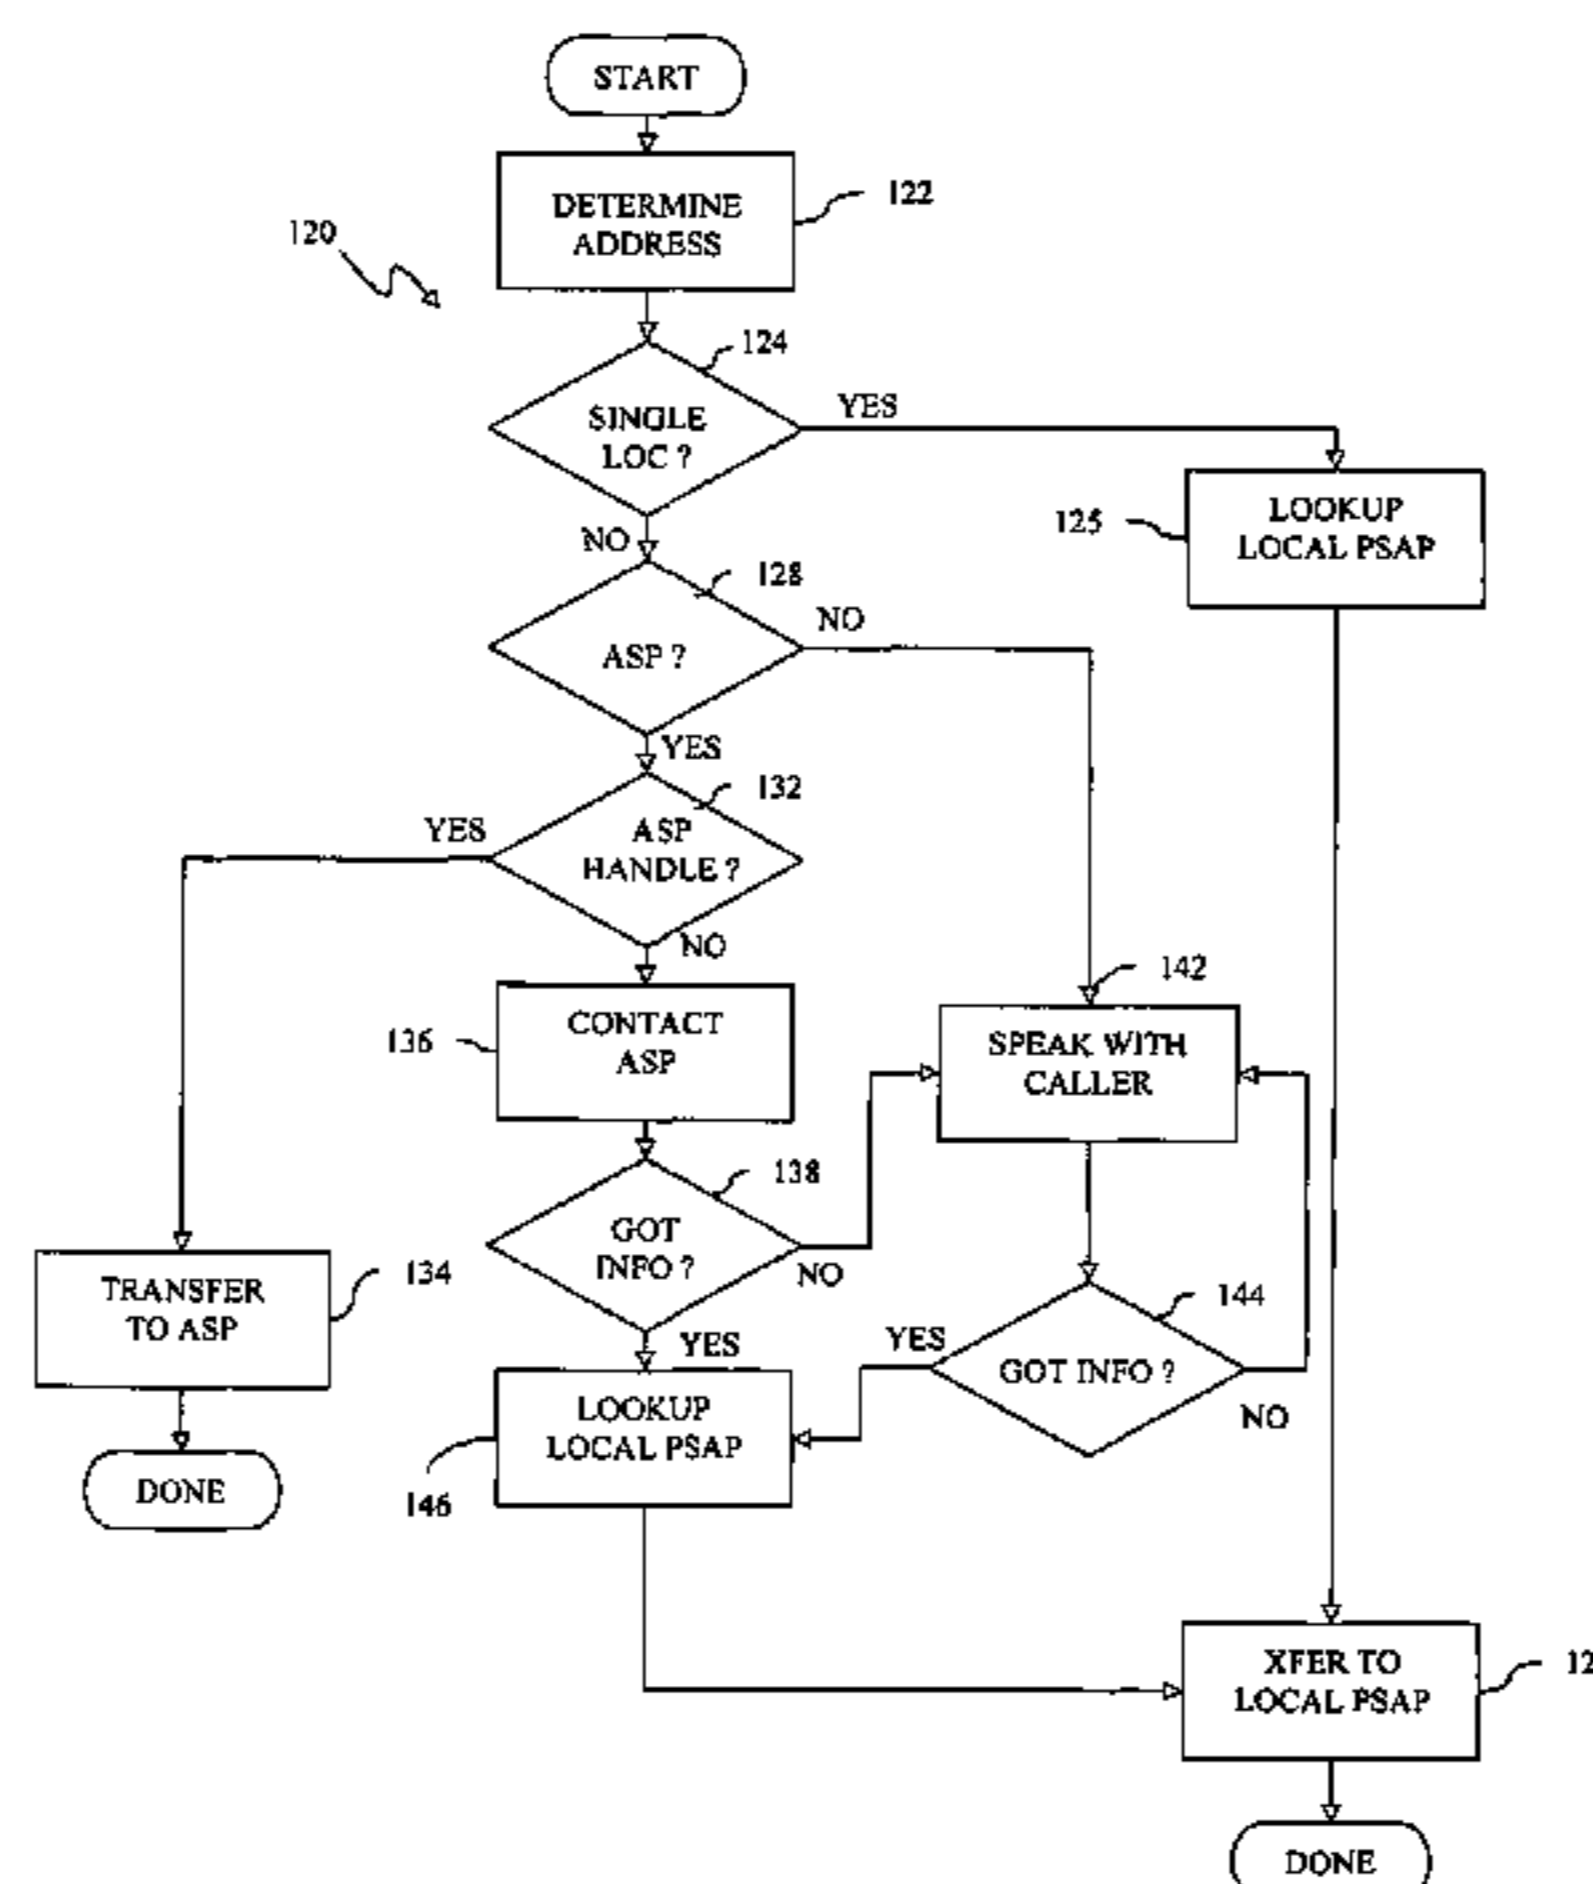 START
DETERMINE
ADDRESS
122
120
124
SINGLE
LOC ?
YES
NO
LOOKUP
LOCAL PSAP
125
128
ASP ?
NO
YES
132
ASP
HANDLE ?
YES
NO
CONTACT
ASP
136
142
SPEAK WITH
CALLER
138
GOT
INFO ?
NO
YES
TRANSFER
TO ASP
134
144
GOT INFO ?
YES
NO
LOOKUP
LOCAL PSAP
146
DONE
XFER TO
LOCAL PSAP
12
DONE